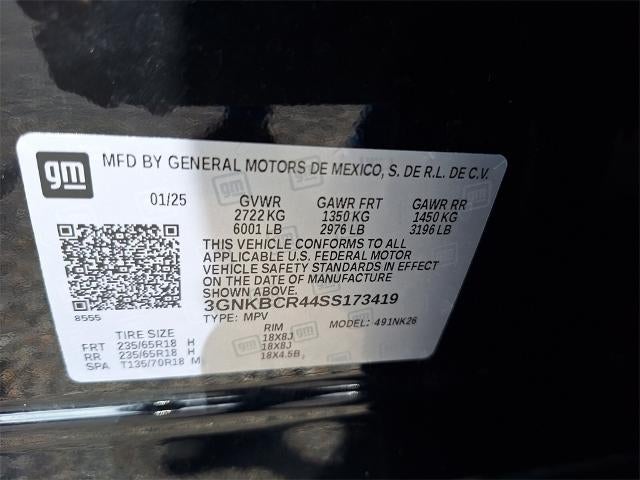 gm MFD BY GENERAL MOTORS DE MEXICO, S. DE R.L. DE C.V.
01/25 GVWR GAWR FRT GAWR RR
2722 KG 1350 KG 1450 KG
6001 LB 2976 LB 3196 LB
THIS VEHICLE CONFORMS TO ALL
APPLICABLE U.S. FEDERAL MOTOR
VEHICLE SAFETY STANDARDS IN EFFECT
ON THE DATE OF MANUFACTURE
SHOWN ABOVE.
3GNKBCR44SS173419
8555 TYPE: MPV MODEL: 491NK26
TIRE SIZE RIM
FRT 235/65R18 H 18X8J
RR 235/65R18 H 18X8J
SPA T135/70R18 M 18X4.5B